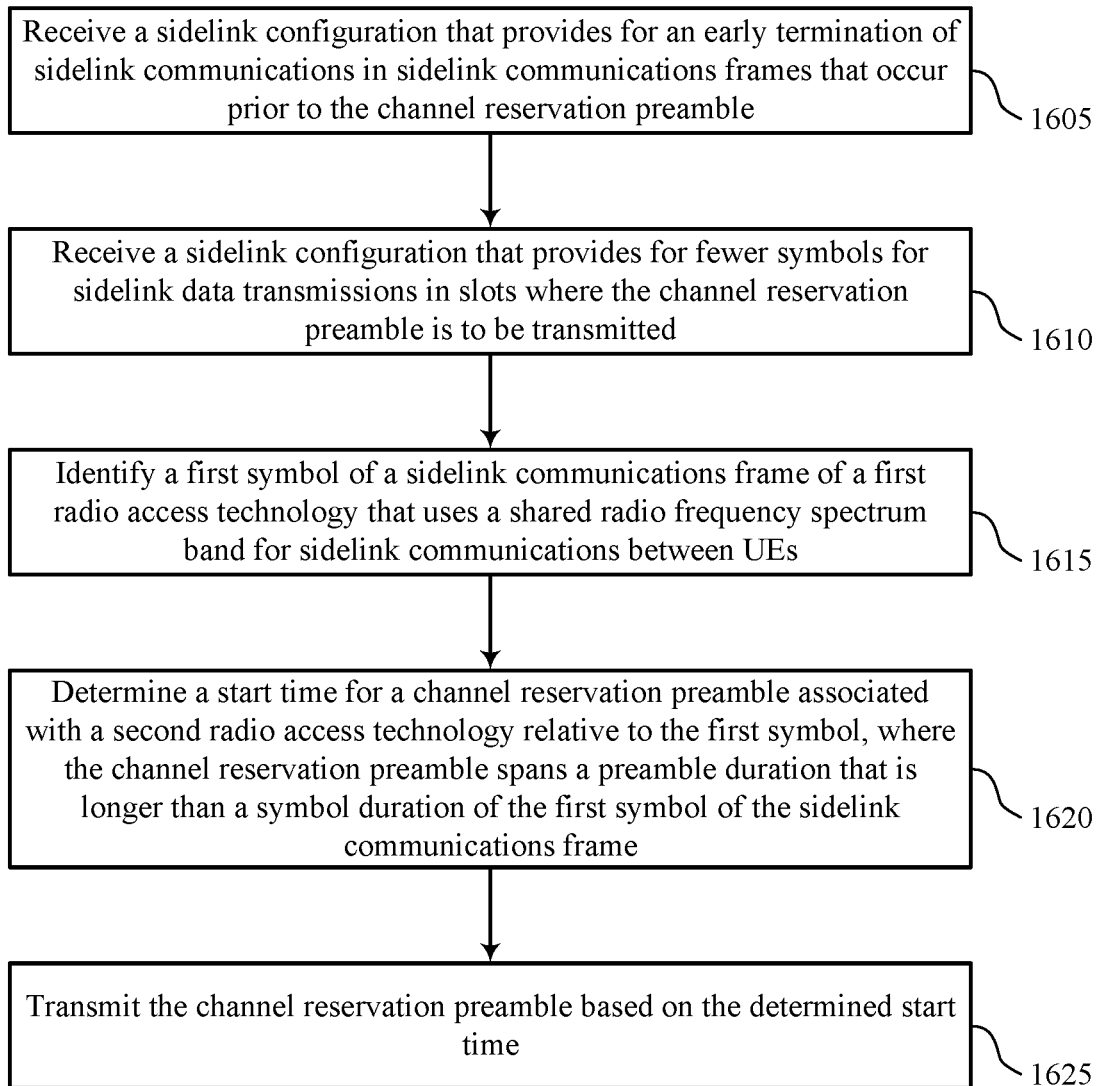 Receive a sidelink configuration that provides for an early termination of
sidelink communications in sidelink communications frames that occur
prior to the channel reservation preamble
1605
Receive a sidelink configuration that provides for fewer symbols for
sidelink data transmissions in slots where the channel reservation
preamble is to be transmitted
1610
Identify a first symbol of a sidelink communications frame of a first
radio access technology that uses a shared radio frequency spectrum
band for sidelink communications between UEs
1615
Determine a start time for a channel reservation preamble associated
with a second radio access technology relative to the first symbol, where
the channel reservation preamble spans a preamble duration that is
longer than a symbol duration of the first symbol of the sidelink
communications frame
1620
Transmit the channel reservation preamble based on the determined start
time
1625